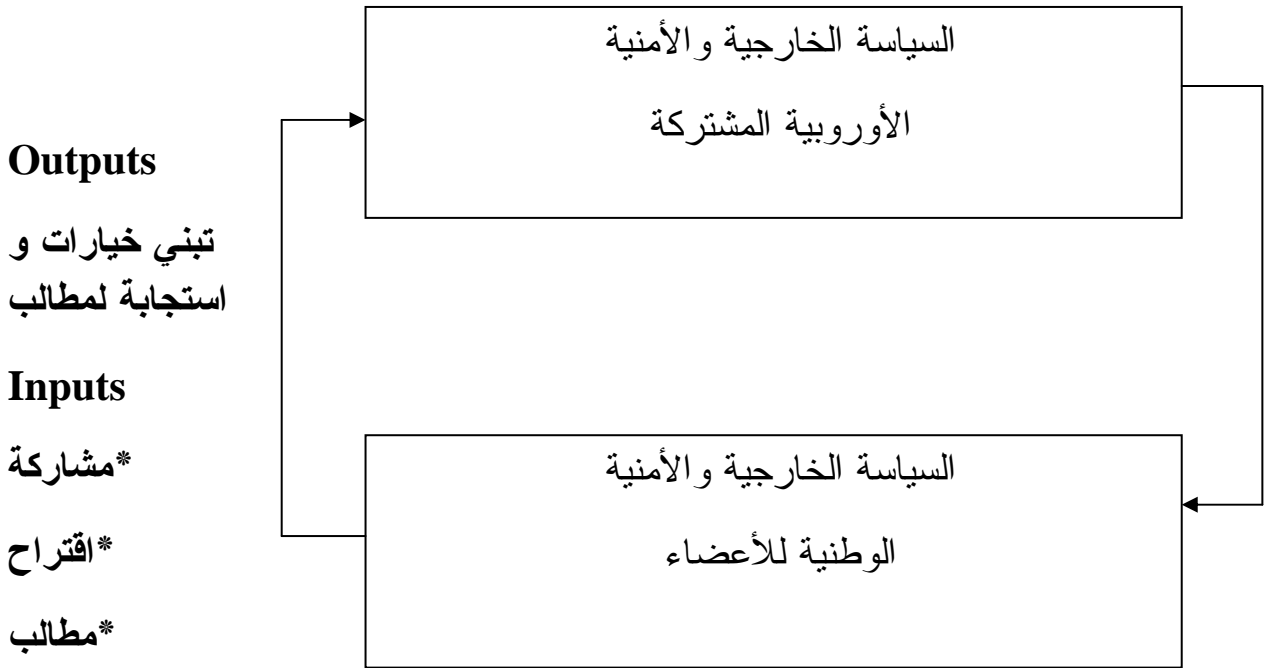 السياسة الخارجية والأمنية
الأوروبية المشتركة
Outputs
تبني خيارات و
استجابة لمطالب
Inputs
*مشاركة
*اقتراح
*مطالب
السياسة الخارجية والأمنية
الوطنية للأعضاء